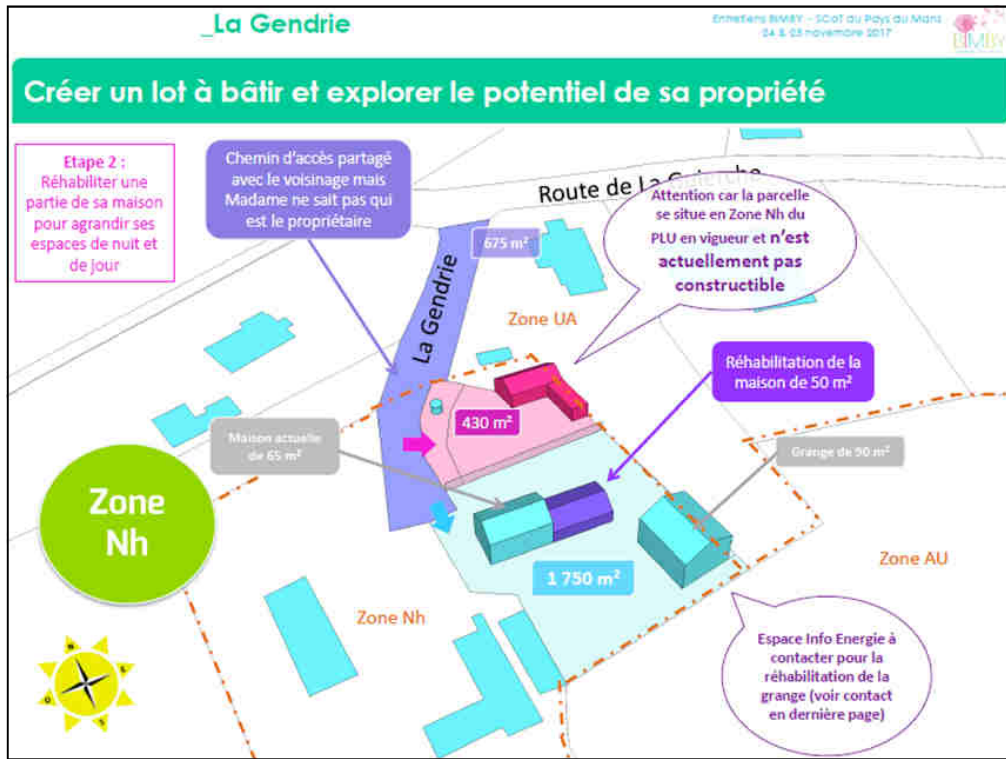 _La Gendrie
Entretiens BIMBY - SCoT du Pays du Mans
24 & 25 novembre 2017
BIMBY
Créer un lot à bâtir et explorer le potentiel de sa propriété
Etape 2 :
Réhabiliter une
partie de sa maison
pour agrandir ses
espaces de nuit et
de jour
Chemin d'accès partagé
avec le voisinage mais
Madame ne sait pas qui
est le propriétaire
Route de La
Attention car la parcelle
se situe en Zone Nh du
PLU en vigueur et n'est
actuellement pas
constructible
675 m²
La Gendrie
Zone UA
Réhabilitation de la
maison de 50 m²
430 m²
Maison actuelle
de 65 m²
Grange de 90 m²
Zone
Nh
1 750 m²
Zone AU
Zone Nh
Espace Info Energie à
contacter pour la
réhabilitation de la
grange (voir contact
en dernière page)
N
E
O
S